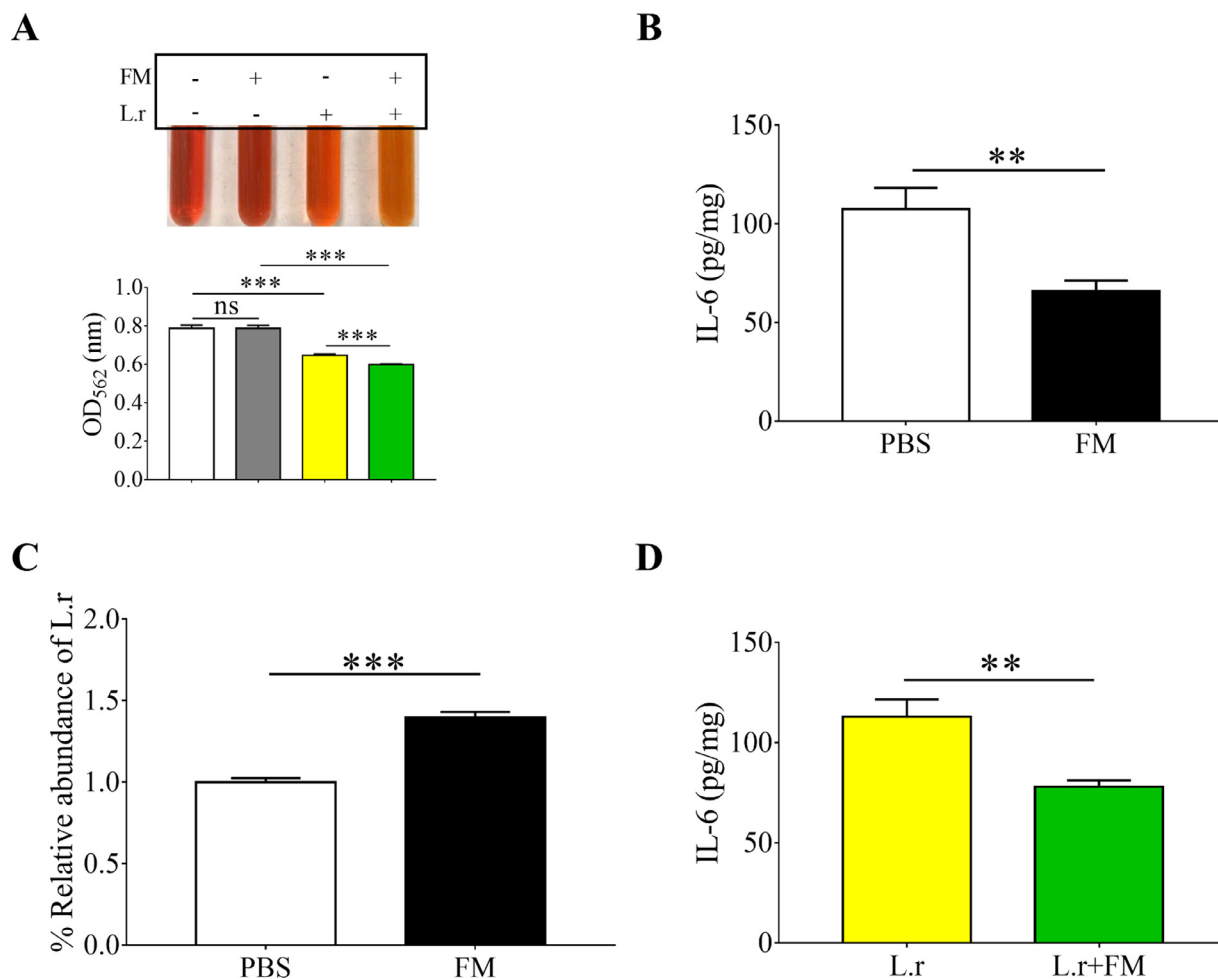 A
FM - + - +
L.r - - + +
***
***
ns
***
1.0
0.8
0.6
0.4
0.2
0.0
OD562 (nm)
B
150
100
50
0
IL-6 (pg/mg)
**
PBS FM
C
2.0
1.5
1.0
0.5
0.0
% Relative abundance of L.r
***
PBS FM
D
150
100
50
0
IL-6 (pg/mg)
**
L.r L.r+FM